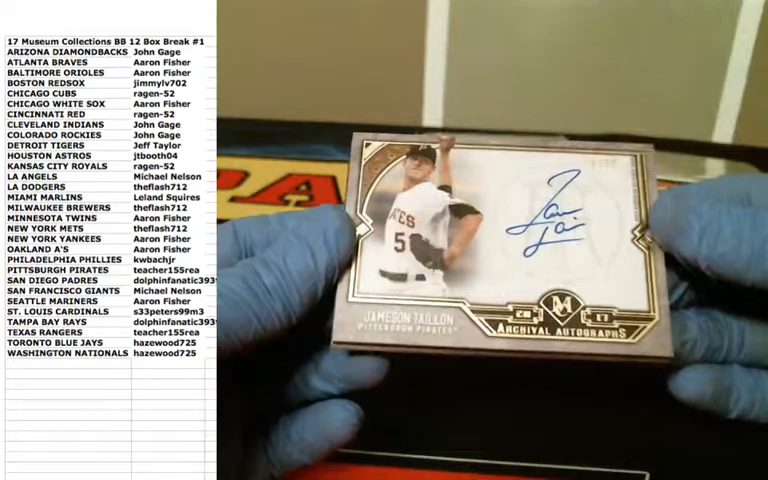 17 Museum Collections BB 12 Box Break #1
ARIZONA DIAMONDBACKS John Gage
ATLANTA BRAVES Aaron Fisher
BALTIMORE ORIOLES Aaron Fisher
BOSTON REDSOX jimmylv702
CHICAGO CUBS ragen-52
CHICAGO WHITE SOX Aaron Fisher
CINCINNATI RED ragen-52
CLEVELAND INDIANS John Gage
COLORADO ROCKIES John Gage
DETROIT TIGERS Jeff Taylor
HOUSTON ASTROS jtbooth04
KANSAS CITY ROYALS ragen-52
LA ANGELS Michael Nelson
LA DODGERS theflash712
MIAMI MARLINS Leland Squires
MILWAUKEE BREWERS theflash712
MINNESOTA TWINS Aaron Fisher
NEW YORK METS theflash712
NEW YORK YANKEES Aaron Fisher
OAKLAND A'S Aaron Fisher
PHILADELPHIA PHILLIES kwbachjr
PITTSBURGH PIRATES teacher155rea
SAN DIEGO PADRES dolphinfanatic393
SAN FRANCISCO GIANTS Michael Nelson
SEATTLE MARINERS Aaron Fisher
ST. LOUIS CARDINALS s33peters99m3
TAMPA BAY RAYS dolphinfanatic393
TEXAS RANGERS teacher155rea
TORONTO BLUE JAYS hazewood725
WASHINGTON NATIONALS hazewood725
JAMESON TAILLON
PITTSBURGH PIRATES
20 M 17
ARCHIVAL AUTOGRAPHS